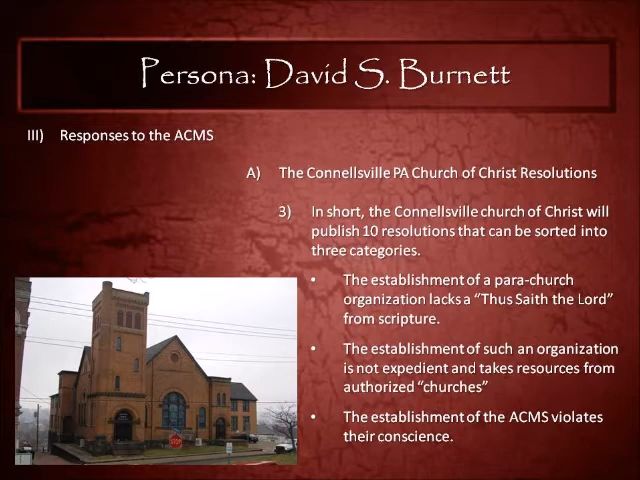 Persona: David S. Burnett
III) Responses to the ACMS
A) The Connellsville PA Church of Christ Resolutions
3) In short, the Connellsville church of Christ will
publish 10 resolutions that can be sorted into
three categories.
• The establishment of a para-church
organization lacks a “Thus Saith the Lord”
from scripture.
• The establishment of such an organization
is not expedient and takes resources from
authorized “churches”
• The establishment of the ACMS violates
their conscience.